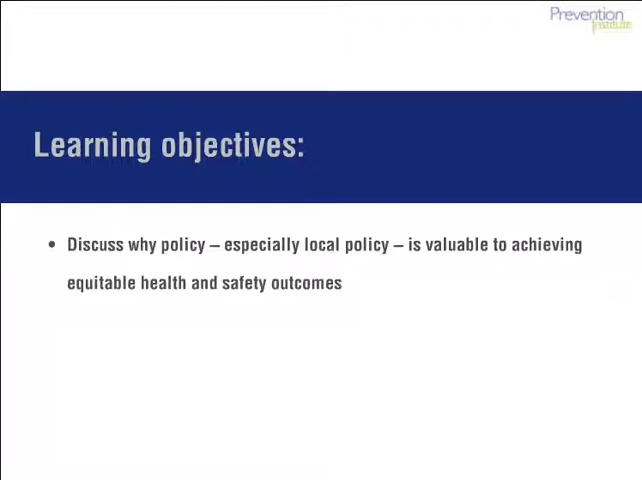 Prevention
Institute
Learning objectives:
• Discuss why policy – especially local policy – is valuable to achieving
equitable health and safety outcomes